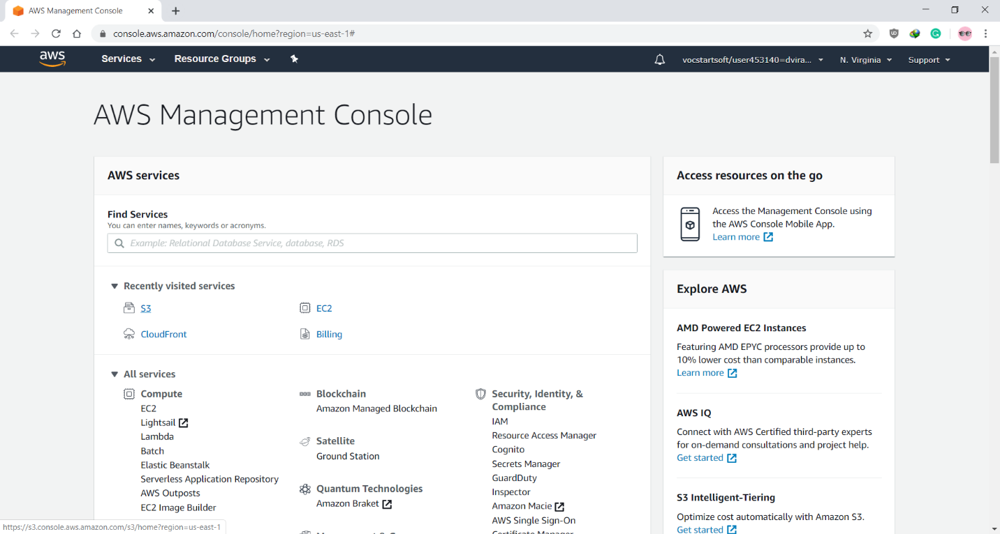 AWS Management Console
console.aws.amazon.com/console/home?region=us-east-1#
aws
Services
Resource Groups
vocstartsoft/user453140=dvira...
N. Virginia
Support
AWS Management Console
AWS services
Find Services
You can enter names, keywords or acronyms.
Example: Relational Database Service, database, RDS
Recently visited services
S3
EC2
CloudFront
Billing
All services
Compute
EC2
Lightsail
Lambda
Batch
Elastic Beanstalk
Serverless Application Repository
AWS Outposts
EC2 Image Builder
Blockchain
Amazon Managed Blockchain
Satellite
Ground Station
Quantum Technologies
Amazon Braket
Security, Identity, &
Compliance
IAM
Resource Access Manager
Cognito
Secrets Manager
GuardDuty
Inspector
Amazon Macie
AWS Single Sign-On
Certificate Manager
Access resources on the go
Access the Management Console using
the AWS Console Mobile App.
Learn more
Explore AWS
AMD Powered EC2 Instances
Featuring AMD EPYC processors provide up to
10% lower cost than comparable instances.
Learn more
AWS IQ
Connect with AWS Certified third-party experts
for on-demand consultations and project help.
Get started
S3 Intelligent-Tiering
Optimize cost automatically with Amazon S3.
Get started
https://s3.console.aws.amazon.com/s3/home?region=us-east-1